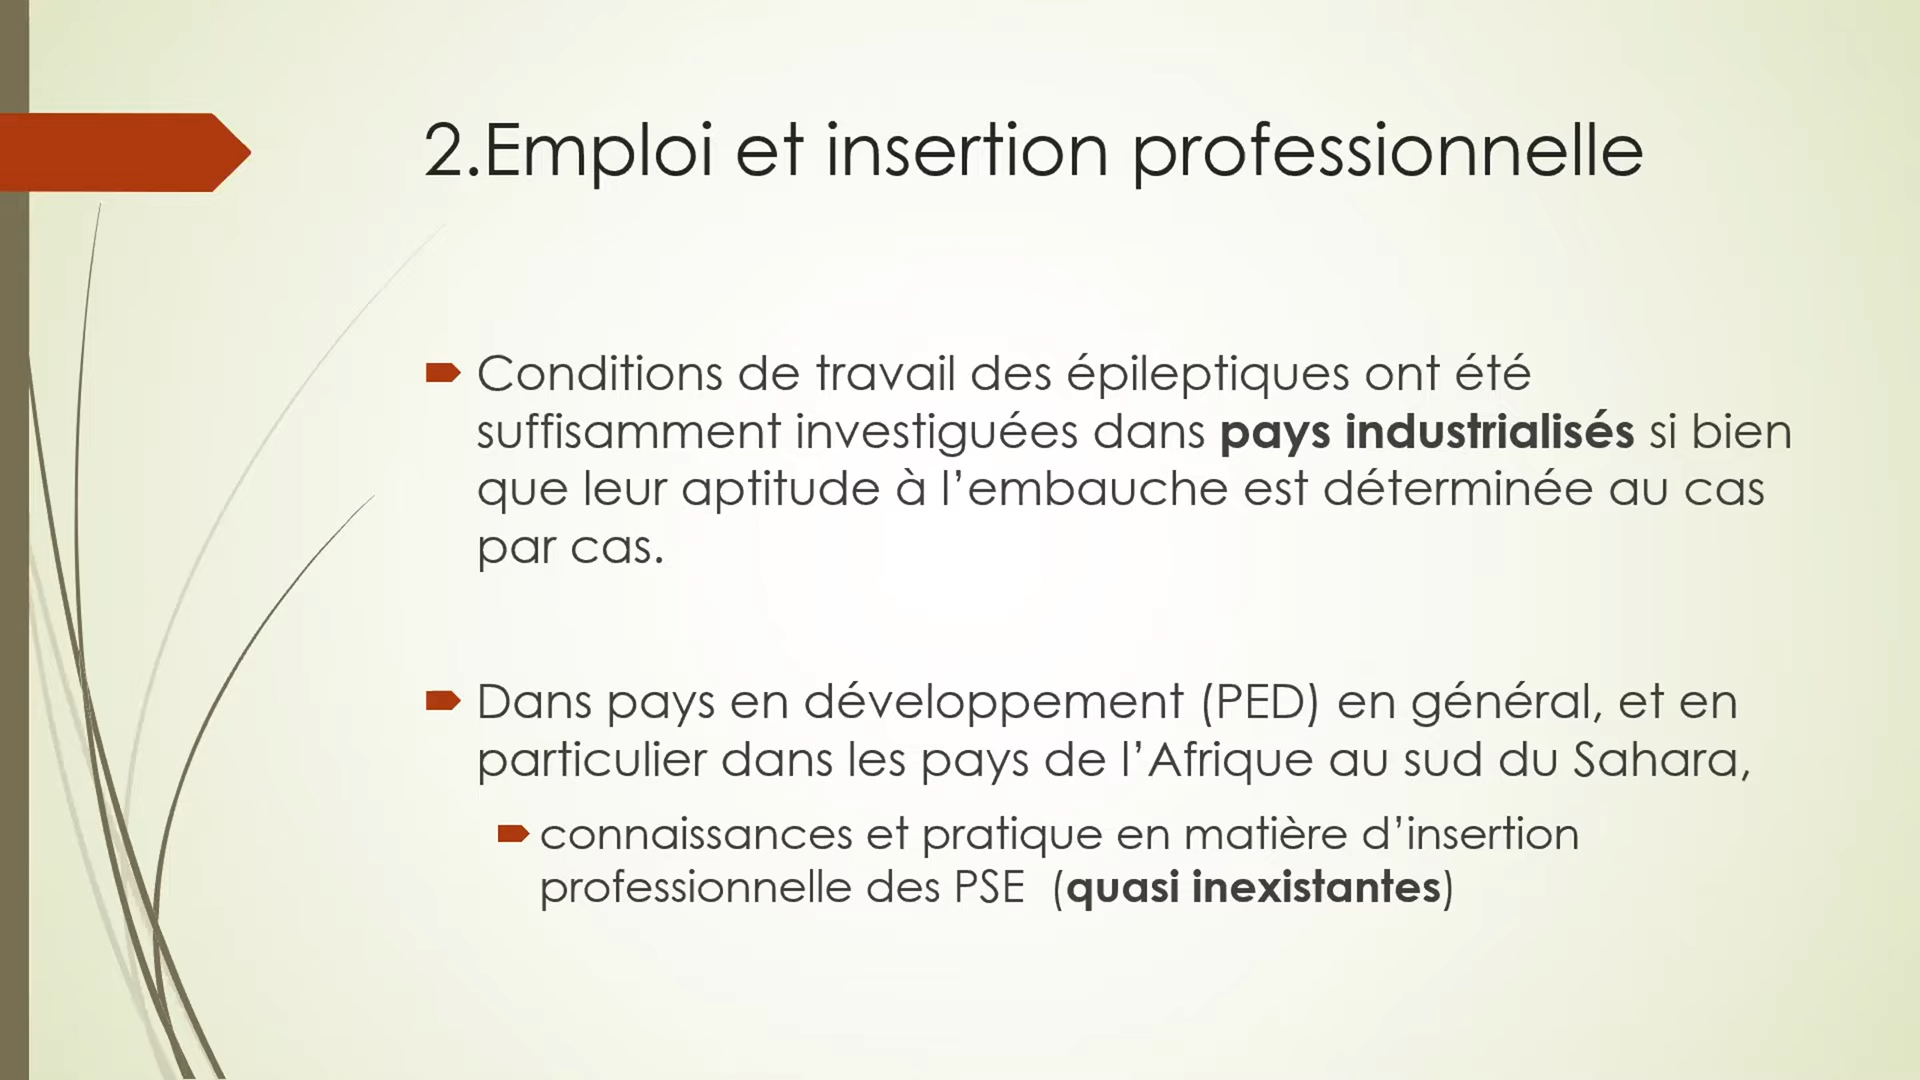 2.Emploi et insertion professionnelle
Conditions de travail des épileptiques ont été
suffisamment investiguées dans pays industrialisés si bien
que leur aptitude à l’embauche est déterminée au cas
par cas.
Dans pays en développement (PED) en général, et en
particulier dans les pays de l’Afrique au sud du Sahara,
connaissances et pratique en matière d’insertion
professionnelle des PSE (quasi inexistantes)